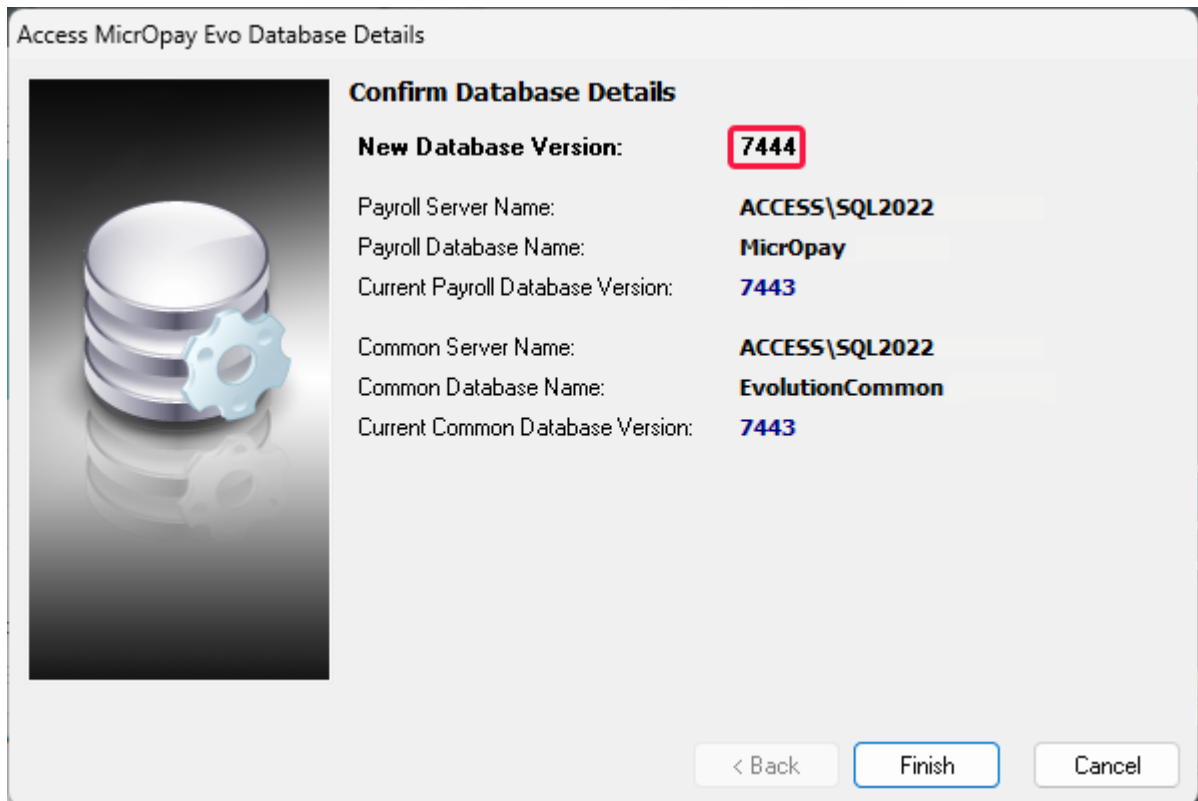 Access MicrOpay Evo Database Details
Confirm Database Details
New Database Version: 7444
Payroll Server Name: ACCESS\SQL2022
Payroll Database Name: MicrOpay
Current Payroll Database Version: 7443
Common Server Name: ACCESS\SQL2022
Common Database Name: EvolutionCommon
Current Common Database Version: 7443
< Back Finish Cancel